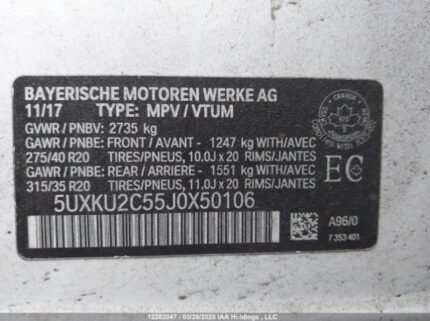 BAYERISCHE MOTOREN WERKE AG
11/17 TYPE: MPV / VTUM
GVWR / PNBV: 2735 kg
GAWR / PNBE: FRONT / AVANT - 1247 kg WITH/AVEC
275/40 R20 TIRES/PNEUS, 10.0J x 20 RIMS/JANTES
GAWR / PNBE: REAR / ARRIERE - 1551 kg WITH/AVEC
315/35 R20 TIRES/PNEUS, 11.0J x 20 RIMS/JANTES
5UXKU2C55J0X50106
CANADA
EC
A96/0
7 353 401
12282047 — 03/20/2025 IAA Holdings, LLC